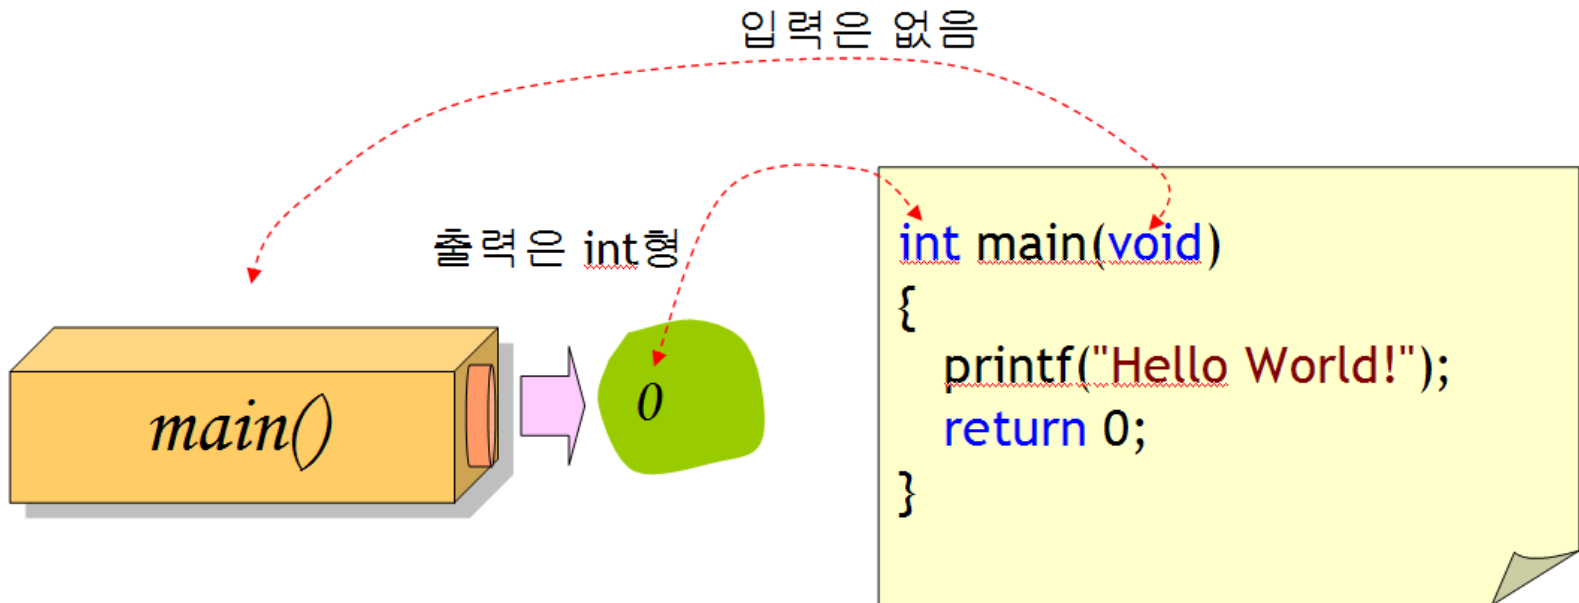 입력은 없음
출력은 int형
main()
0
int main(void)
{
printf("Hello World!");
return 0;
}